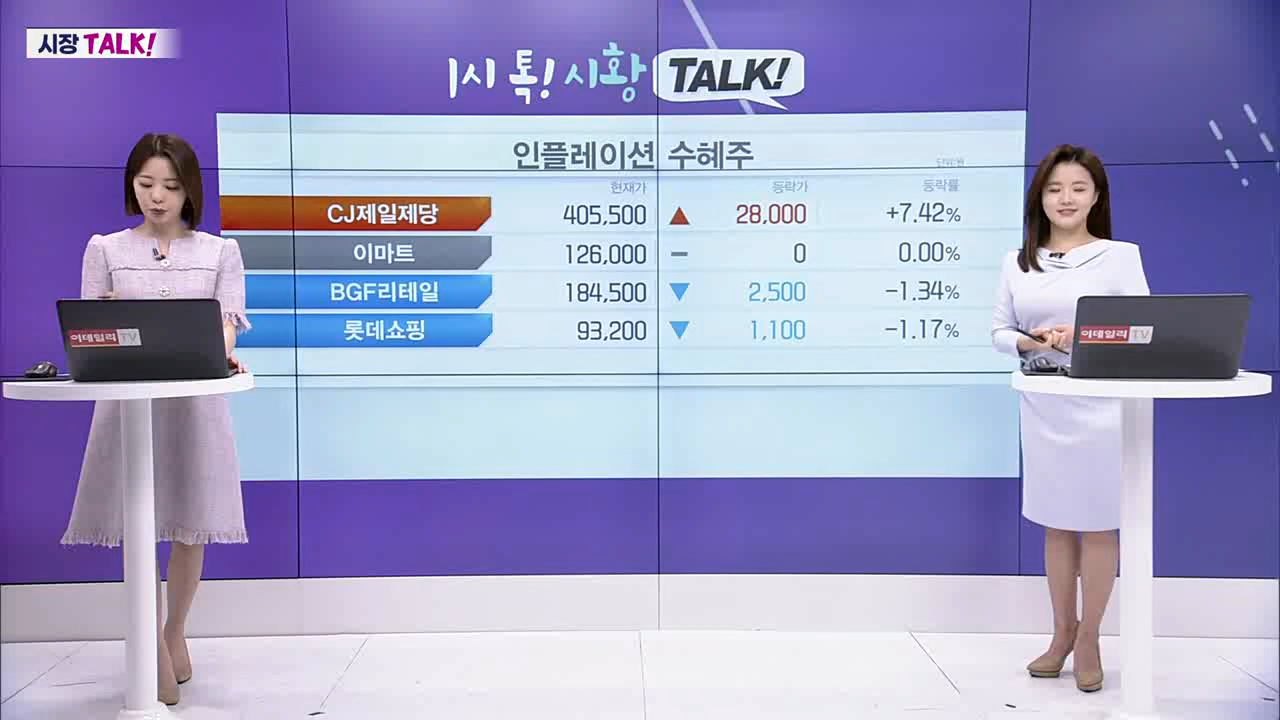 시장 TALK!
1시 톡! 시황 TALK!
인플레이션 수혜주
단위:원
현재가 등락가 등락률
CJ제일제당 405,500 ▲ 28,000 +7.42%
이마트 126,000 - 0 0.00%
BGF리테일 184,500 ▼ 2,500 -1.34%
롯데쇼핑 93,200 ▼ 1,100 -1.17%
이데일리TV
이데일리TV